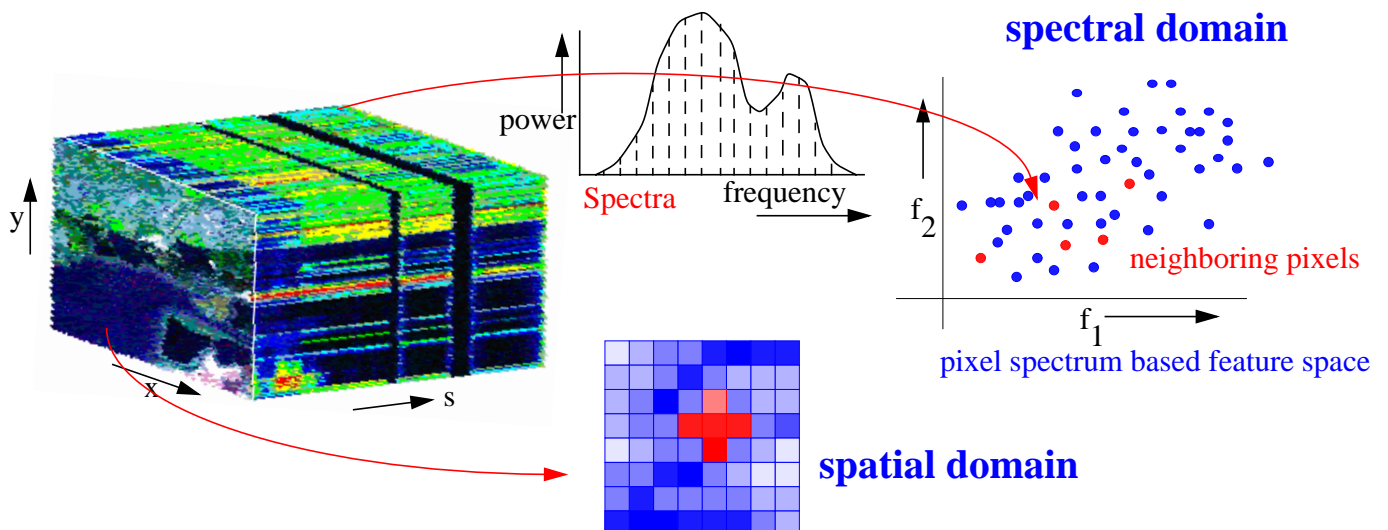 spectral domain
power
Spectra
frequency
f2
neighboring pixels
f1
pixel spectrum based feature space
y
x
s
spatial domain